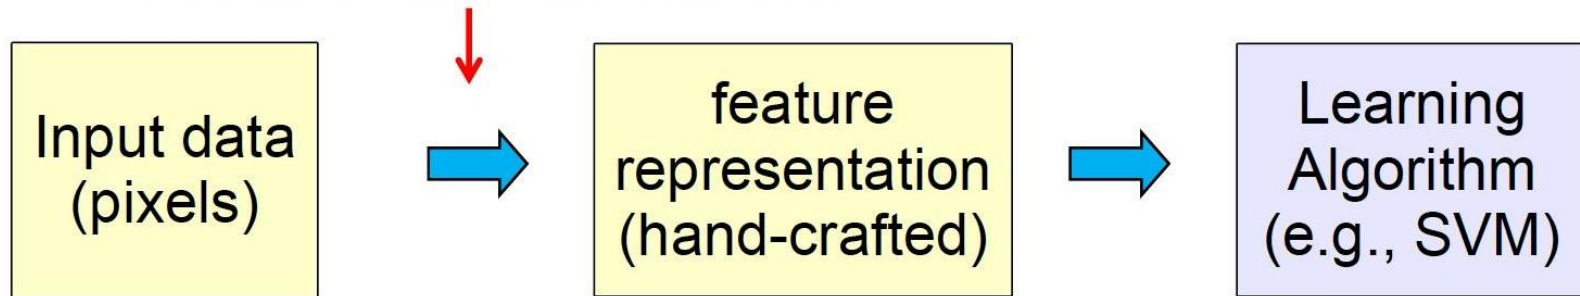 Input data
(pixels)
feature
representation
(hand-crafted)
Learning
Algorithm
(e.g., SVM)